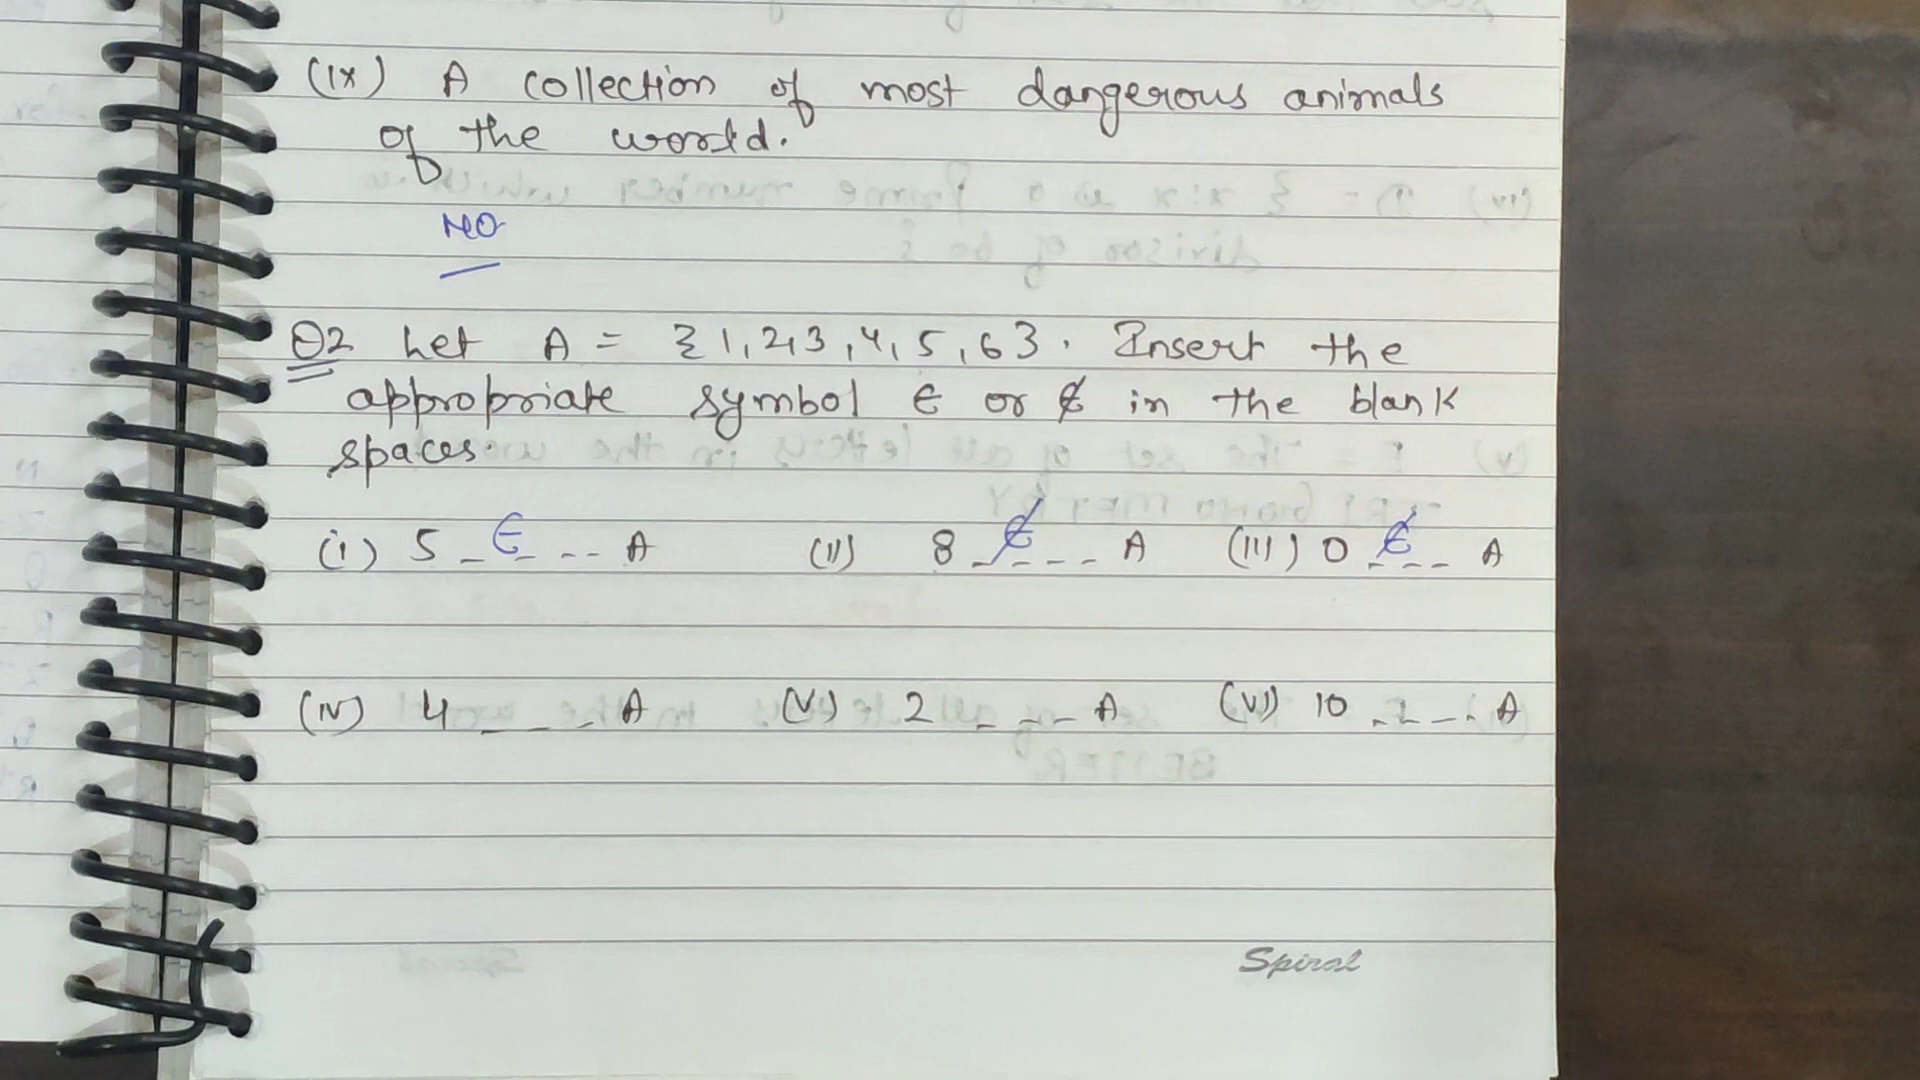 (ix) A collection of most dangerous animals
of the world.
NO
Q2 Let A = {1,2,3,4,5,6}. Insert the
appropriate symbol ∈ or ∉ in the blank
spaces.
(i) 5 _∈_ -- A (ii) 8 _∉_ - - A (iii) 0 _∉_ - A
(iv) 4 _ _ _ A (v) 2 _ _ _ A (vi) 10 - - - - A
Spiral